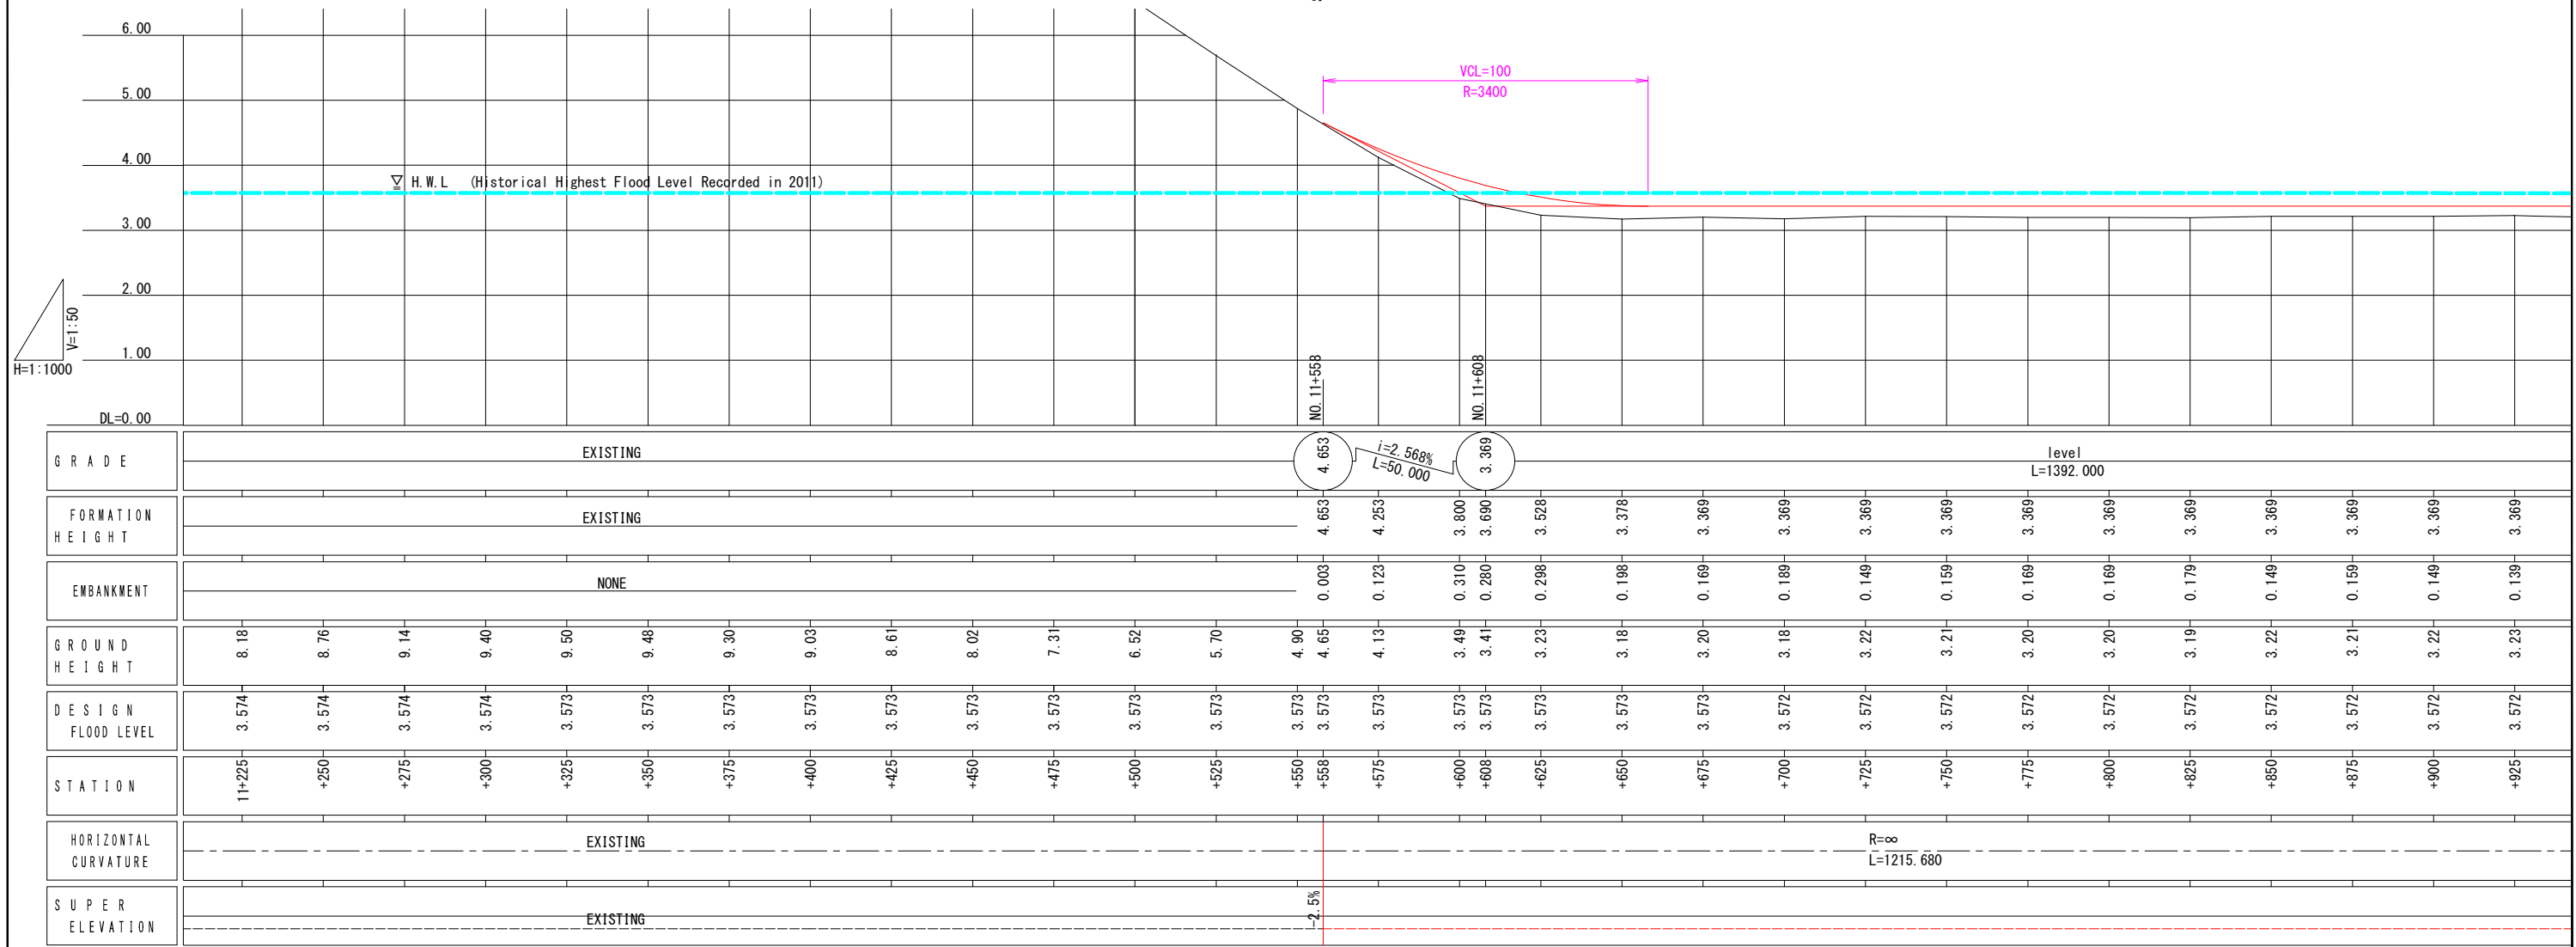 6.00
5.00
4.00
3.00
2.00
1.00
DL=0.00
V=1:50
H=1:1000
H.W.L (Historical Highest Flood Level Recorded in 2011)
VCL=100
R=3400
NO.11+558
NO.11+608
GRADE
EXISTING
4.653
i=2.568%
L=50.000
3.369
level
L=1392.000
FORMATION
HEIGHT
EXISTING
4.653 4.253 3.800 3.690 3.528 3.378 3.369 3.369 3.369 3.369 3.369 3.369 3.369 3.369 3.369 3.369 3.369
EMBANKMENT
NONE
0.003 0.123 0.310 0.280 0.298 0.198 0.169 0.189 0.149 0.159 0.169 0.169 0.179 0.149 0.159 0.149 0.139
GROUND
HEIGHT
8.18 8.76 9.14 9.40 9.50 9.48 9.30 9.03 8.61 8.02 7.31 6.52 5.70 4.90 4.65 4.13 3.49 3.41 3.23 3.18 3.20 3.18 3.22 3.21 3.20 3.20 3.19 3.22 3.21 3.22 3.23
DESIGN
FLOOD LEVEL
3.574 3.574 3.574 3.574 3.573 3.573 3.573 3.573 3.573 3.573 3.573 3.573 3.573 3.573 3.573 3.573 3.573 3.573 3.573 3.573 3.573 3.572 3.572 3.572 3.572 3.572 3.572 3.572 3.572 3.572 3.572
STATION
11+225 +250 +275 +300 +325 +350 +375 +400 +425 +450 +475 +500 +525 +550 +558 +575 +600 +608 +625 +650 +675 +700 +725 +750 +775 +800 +825 +850 +875 +900 +925
HORIZONTAL
CURVATURE
EXISTING
R=∞
L=1215.680
SUPER
ELEVATION
EXISTING
-2.5%